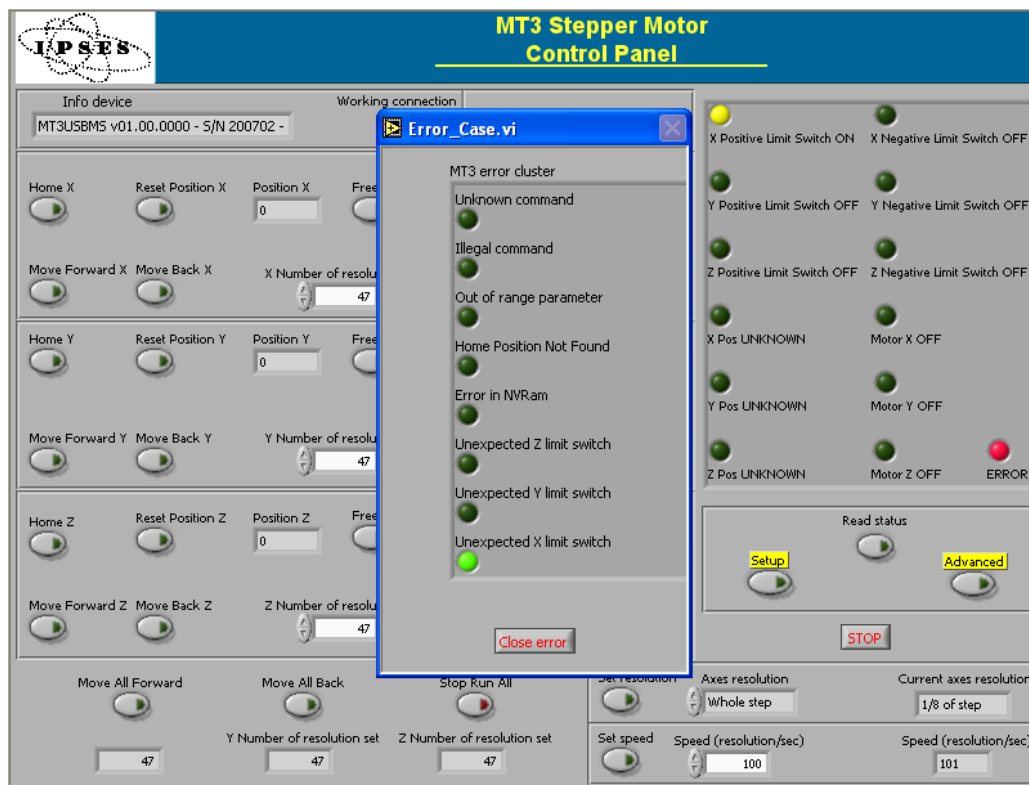 IPSES
MT3 Stepper Motor
Control Panel
Info device
Working connection
MT3USBMS v01.00.0000 - S/N 200702 -
Home X
Reset Position X
Position X
Free
0
Move Forward X
Move Back X
X Number of resolu
47
Home Y
Reset Position Y
Position Y
Free
0
Move Forward Y
Move Back Y
Y Number of resolu
47
Home Z
Reset Position Z
Position Z
Free
0
Move Forward Z
Move Back Z
Z Number of resolu
47
Move All Forward
Move All Back
Stop Run All
Y Number of resolution set
Z Number of resolution set
47
47
47
Error_Case.vi
MT3 error cluster
Unknown command
Illegal command
Out of range parameter
Home Position Not Found
Error in NVRam
Unexpected Z limit switch
Unexpected Y limit switch
Unexpected X limit switch
Close error
X Positive Limit Switch ON
X Negative Limit Switch OFF
Y Positive Limit Switch OFF
Y Negative Limit Switch OFF
Z Positive Limit Switch OFF
Z Negative Limit Switch OFF
X Pos UNKNOWN
Motor X OFF
Y Pos UNKNOWN
Motor Y OFF
Z Pos UNKNOWN
Motor Z OFF
ERROR
Read status
Setup
Advanced
STOP
Set resolution
Axes resolution
Current axes resolution
Whole step
1/8 of step
Set speed
Speed (resolution/sec)
Speed (resolution/sec)
100
101